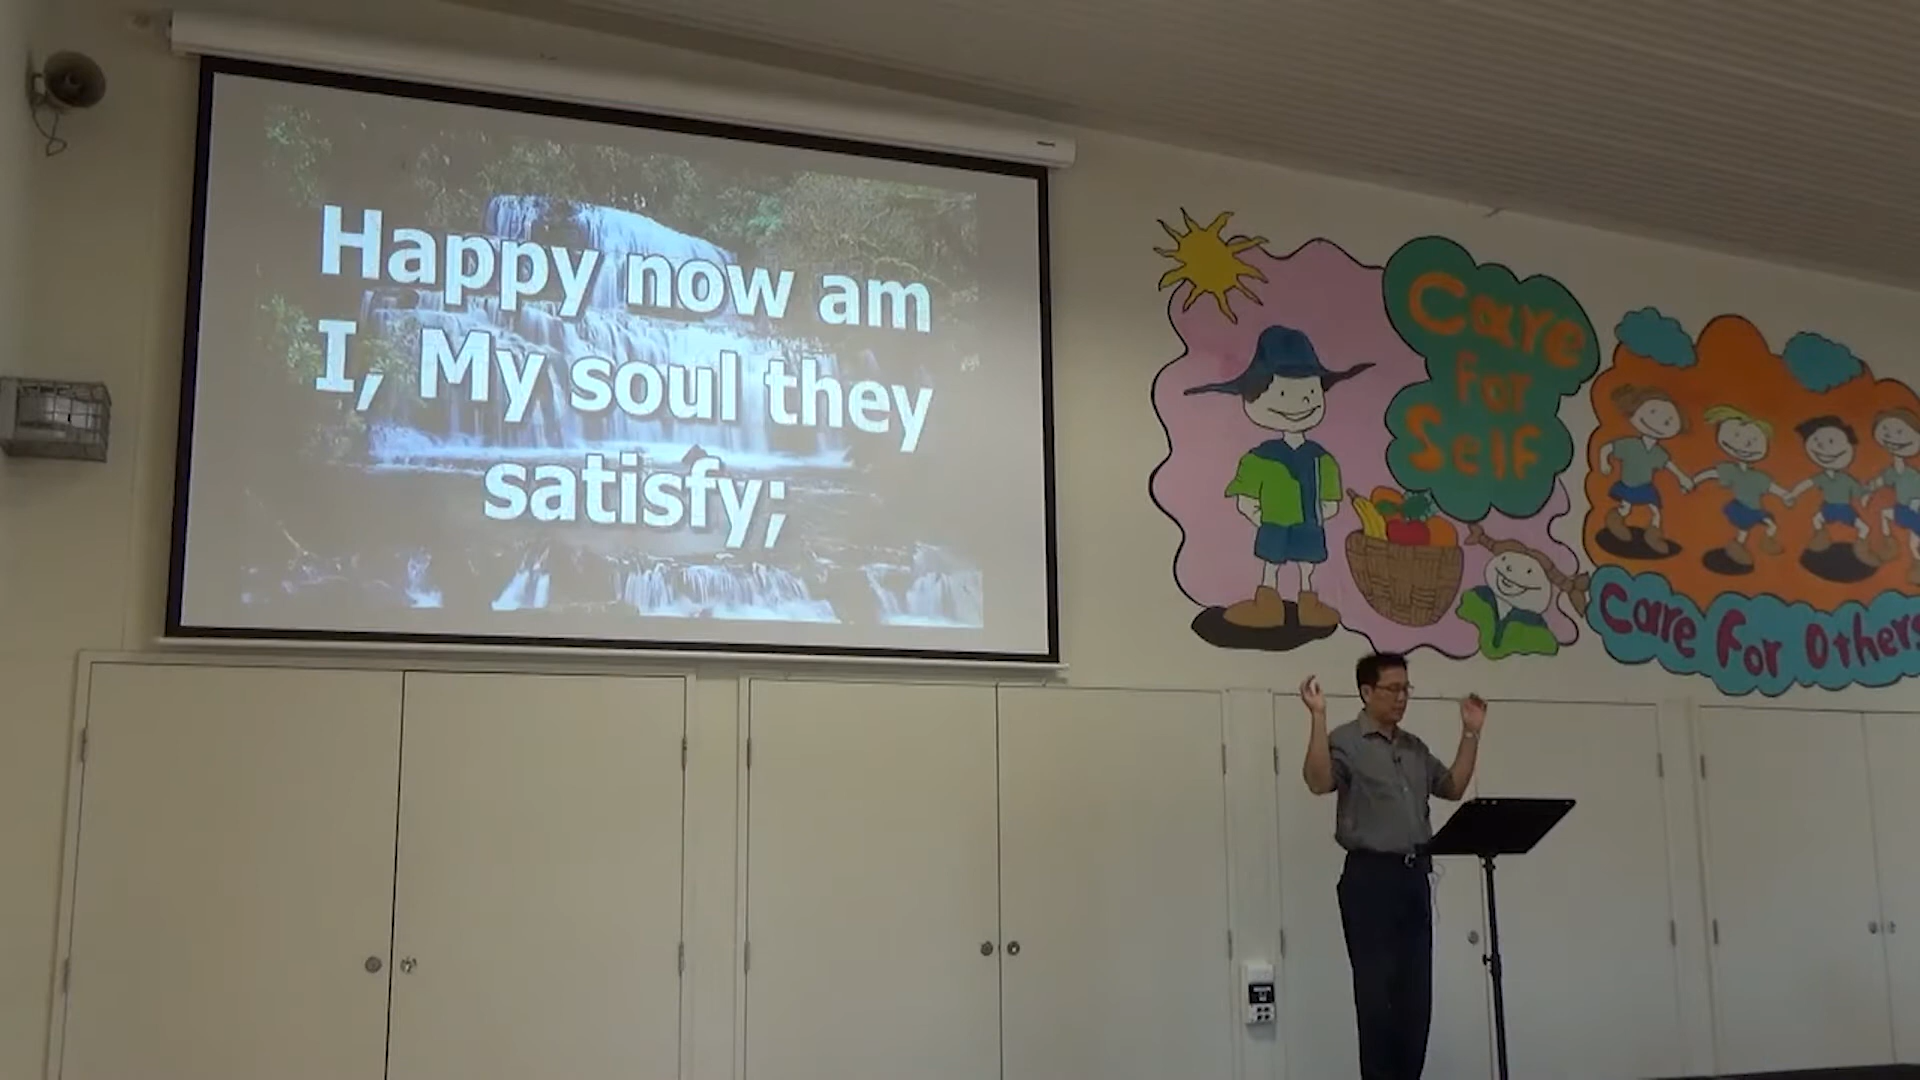 Happy now am
I, My soul they
satisfy;
Care
for
Self
Care For Others